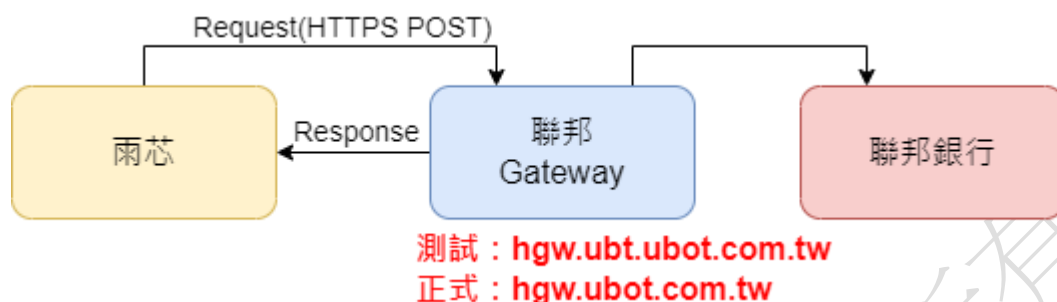 Request(HTTPS POST)
雨芯
Response
聯邦
Gateway
聯邦銀行
測試：hgw.ubt.ubot.com.tw
正式：hgw.ubot.com.tw